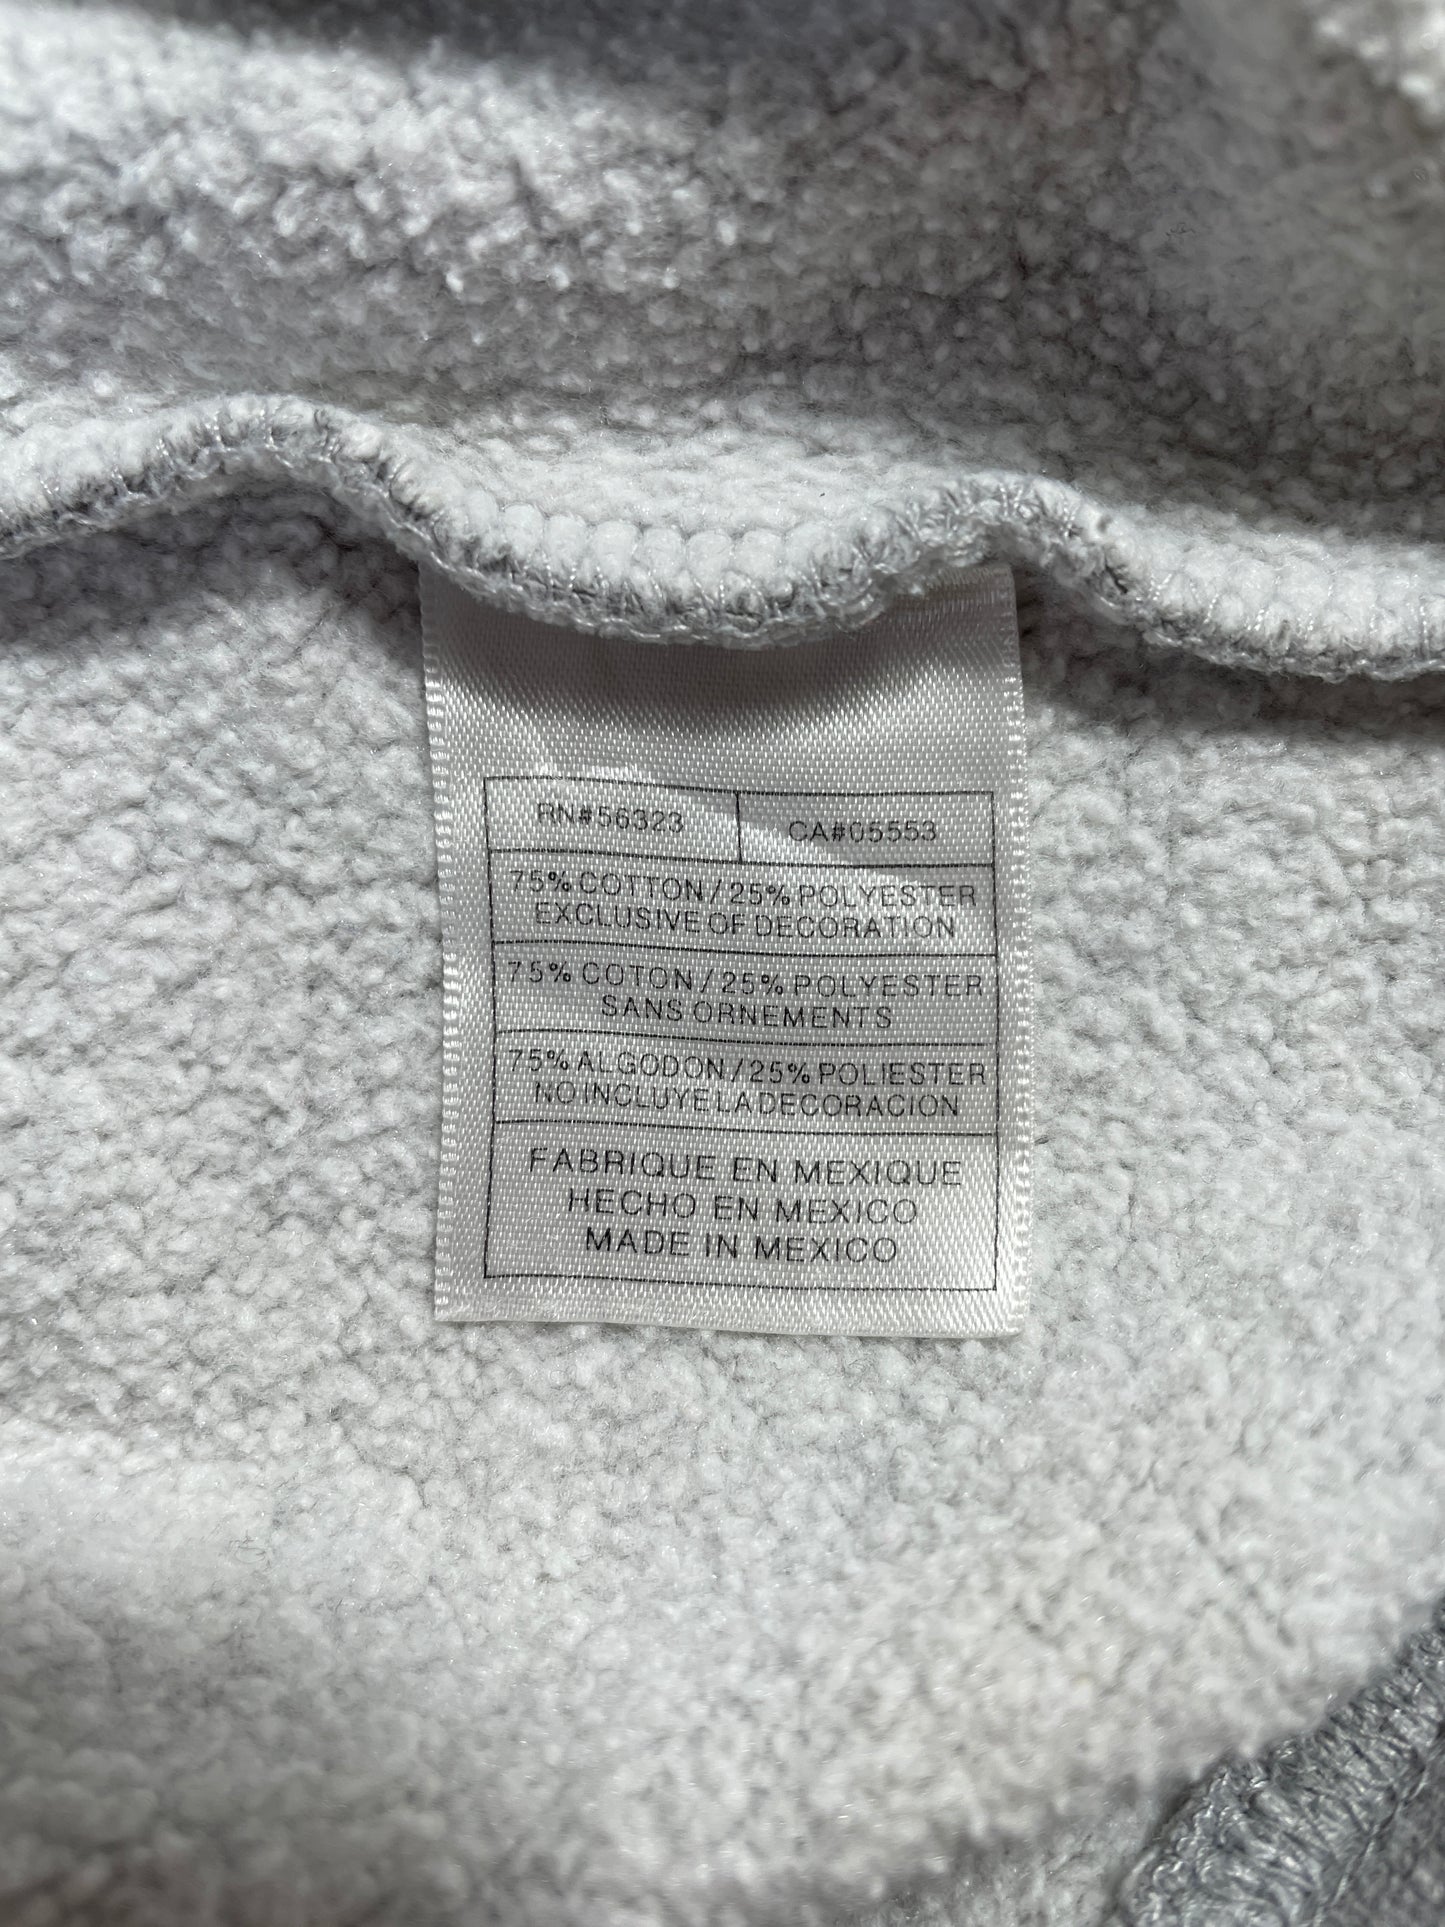 RN#56323 CA#05553
75% COTTON/25% POLYESTER
EXCLUSIVE OF DECORATION
75% COTON/25% POLYESTER
SANS ORNEMENTS
75% ALGODON/25% POLIESTER
NO INCLUYE LA DECORACION
FABRIQUE EN MEXIQUE
HECHO EN MEXICO
MADE IN MEXICO